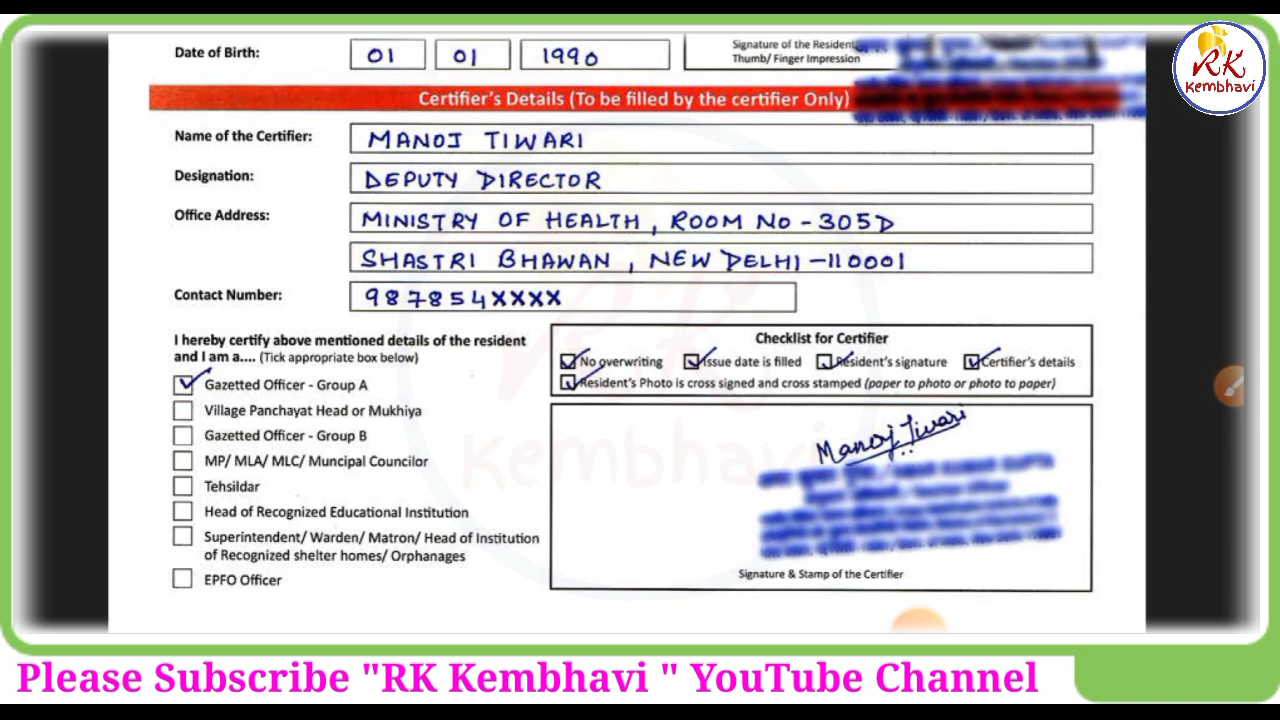 RK
Kembhavi
Date of Birth: 01 01 1990
Signature of the Resident
Thumb/ Finger Impression
Certifier's Details (To be filled by the certifier Only)
Name of the Certifier: MANOJ TIWARI
Designation: DEPUTY DIRECTOR
Office Address: MINISTRY OF HEALTH, ROOM NO - 305D
SHASTRI BHAWAN, NEW DELHI - 110001
Contact Number: 987854XXXX
I hereby certify above mentioned details of the resident
and I am a.... (Tick appropriate box below)
Gazetted Officer - Group A
Village Panchayat Head or Mukhiya
Gazetted Officer - Group B
MP/ MLA/ MLC/ Muncipal Councilor
Tehsildar
Head of Recognized Educational Institution
Superintendent/ Warden/ Matron/ Head of Institution
of Recognized shelter homes/ Orphanages
EPFO Officer
Checklist for Certifier
No overwriting Issue date is filled Resident's signature Certifier's details
Resident's Photo is cross signed and cross stamped (paper to photo or photo to paper)
Manoj Tiwari
Signature & Stamp of the Certifier
RK
Kembhavi
Please Subscribe "RK Kembhavi " YouTube Channel